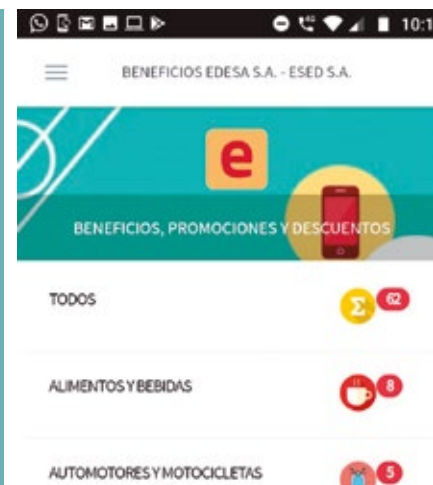 10:1
BENEFICIOS EDESA S.A. - ESED S.A.
e
BENEFICIOS, PROMOCIONES Y DESCUENTOS
TODOS
Σ
62
ALIMENTOS Y BEBIDAS
8
AUTOMOTORES Y MOTOCICLETAS
5